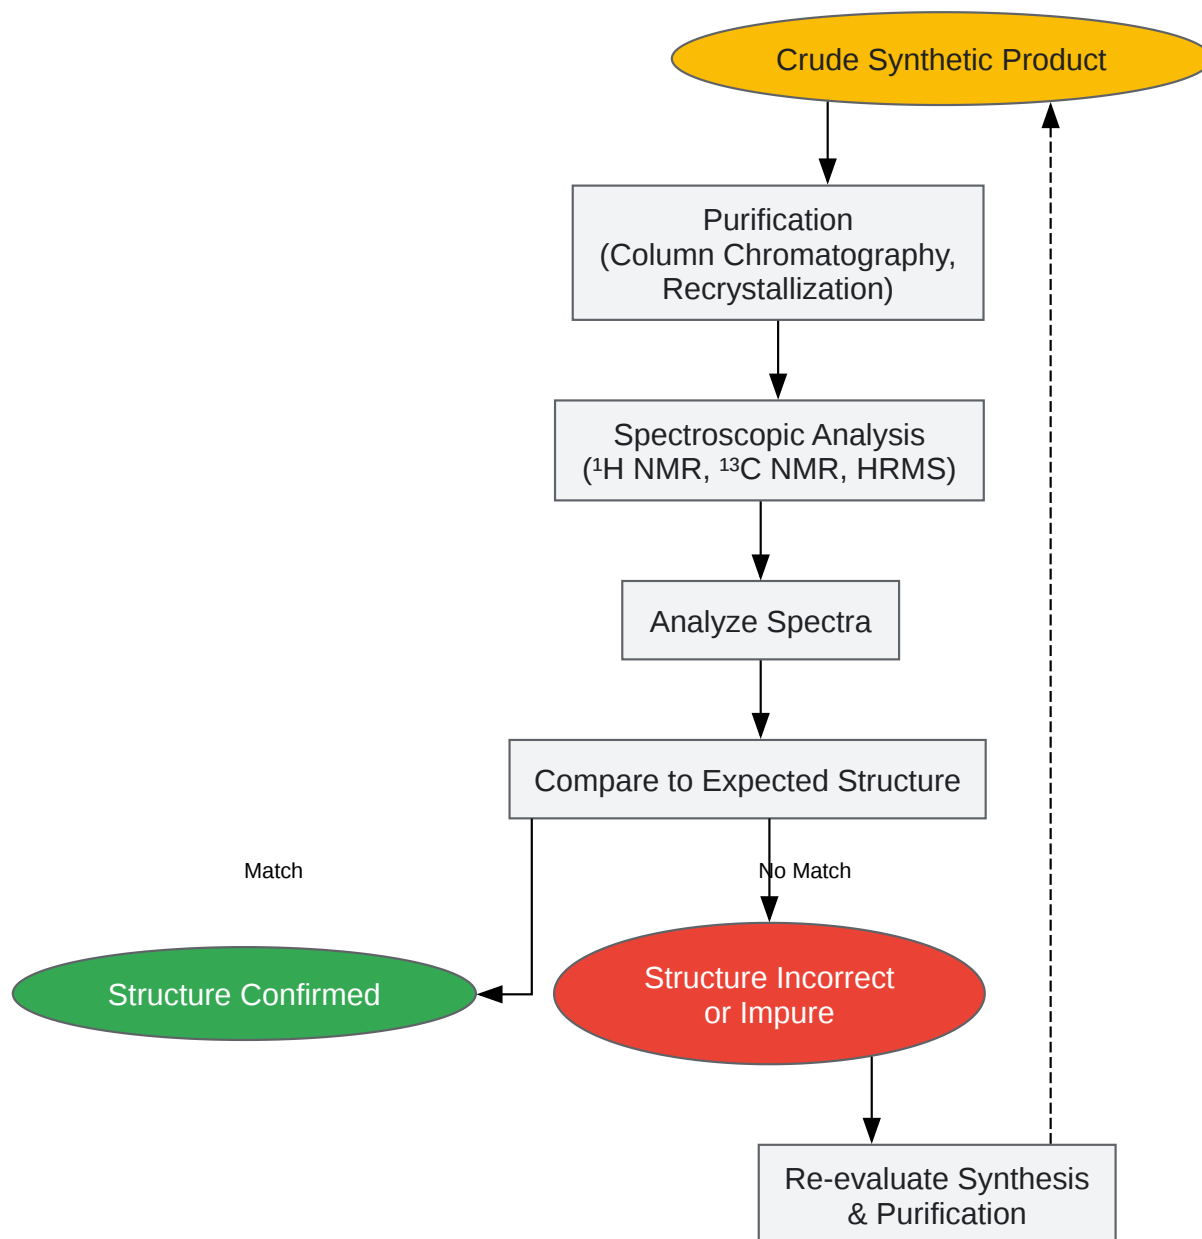 Crude Synthetic Product
Purification
(Column Chromatography,
Recrystallization)
Spectroscopic Analysis
(¹H NMR, ¹³C NMR, HRMS)
Analyze Spectra
Compare to Expected Structure
Match
No Match
Structure Confirmed
Structure Incorrect
or Impure
Re-evaluate Synthesis
& Purification